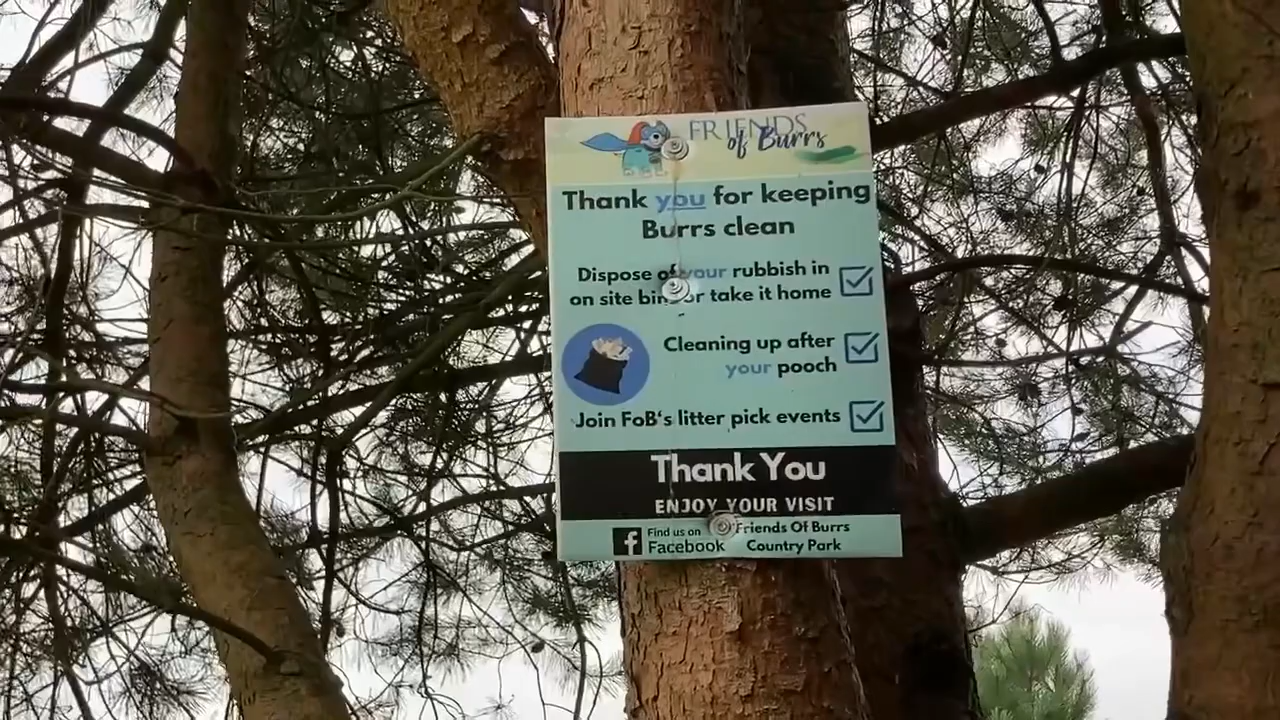 FRIENDS
of Burrs
Thank you for keeping
Burrs clean
Dispose of your rubbish in
on site bins or take it home
Cleaning up after
your pooch
Join FoB's litter pick events
Thank You
ENJOY YOUR VISIT
Find us on
Facebook
Friends Of Burrs
Country Park